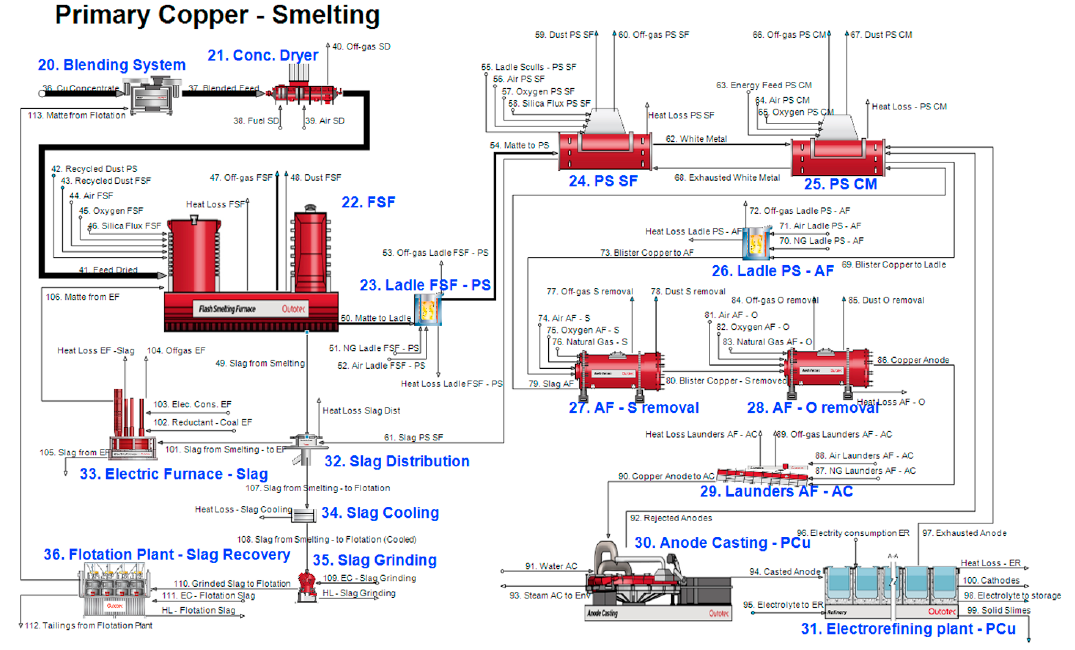 Primary Copper - Smelting
20. Blending System
21. Conc. Dryer
40. Off-gas SD
36. Cu Concentrate
37. Blended Feed
113. Matte from Flotation
38. Fuel SD
39. Air SD
59. Dust PS SF
60. Off-gas PS SF
55. Ladle Sculls - PS SF
56. Air PS SF
57. Oxygen PS SF
58. Silica Flux PS SF
Heat Loss PS SF
54. Matte to PS
62. White Metal
68. Exhausted White Metal
24. PS SF
66. Off-gas PS CM
67. Dust PS CM
63. Energy Feed PS CM
64. Air PS CM
65. Oxygen PS CM
Heat Loss - PS CM
25. PS CM
42. Recycled Dust PS
43. Recycled Dust FSF
44. Air FSF
45. Oxygen FSF
46. Silica Flux FSF
47. Off-gas FSF
48. Dust FSF
Heat Loss FSF
22. FSF
41. Feed Dried
106. Matte from EF
Flash Smelting Furnace
Outotec
53. Off-gas Ladle FSF - PS
23. Ladle FSF - PS
50. Matte to Ladle
51. NG Ladle FSF - PS
52. Air Ladle FSF - PS
Heat Loss Ladle FSF - PS
72. Off-gas Ladle PS - AF
71. Air Ladle PS - AF
70. NG Ladle PS - AF
Heat Loss Ladle PS - AF
73. Blister Copper to AF
69. Blister Copper to Ladle
26. Ladle PS - AF
77. Off-gas S removal
78. Dust S removal
74. Air AF - S
75. Oxygen AF - S
76. Natural Gas - S
79. Slag AF
80. Blister Copper - S removed
27. AF - S removal
84. Off-gas O removal
85. Dust O removal
81. Air AF - O
82. Oxygen AF - O
83. Natural Gas AF - O
86. Copper Anode
Heat Loss AF - O
28. AF - O removal
49. Slag from Smelting
Heat Loss EF -Slag
104. Offgas EF
103. Elec. Cons. EF
102. Reductant - Coal EF
101. Slag from Smelting - to EF
105. Slag from EF
33. Electric Furnace - Slag
Heat Loss Slag Dist
61. Slag PS SF
32. Slag Distribution
107. Slag from Smelting - to Flotation
Heat Loss - Slag Cooling
34. Slag Cooling
108. Slag from Smelting - to Flotation (Cooled)
35. Slag Grinding
109. EC - Slag Grinding
HL - Slag Grinding
36. Flotation Plant - Slag Recovery
110. Grinded Slag to Flotation
111. EC - Flotation Slag
HL - Flotation Slag
112. Tailings from Flotation Plant
Heat Loss Launders AF - AC
89. Off-gas Launders AF - AC
88. Air Launders AF - AC
87. NG Launders AF - AC
90. Copper Anode to AC
29. Launders AF - AC
92. Rejected Anodes
30. Anode Casting - PCu
91. Water AC
93. Steam AC to Env
94. Casted Anode
Anode Casting
Outotec
95. Electrolyte to ER
96. Electrity consumption ER
97. Exhausted Anode
A-A
Heat Loss - ER
100. Cathodes
98. Electrolyte to storage
99. Solid Slimes
Refinery
Outotec
31. Electrorefining plant - PCu